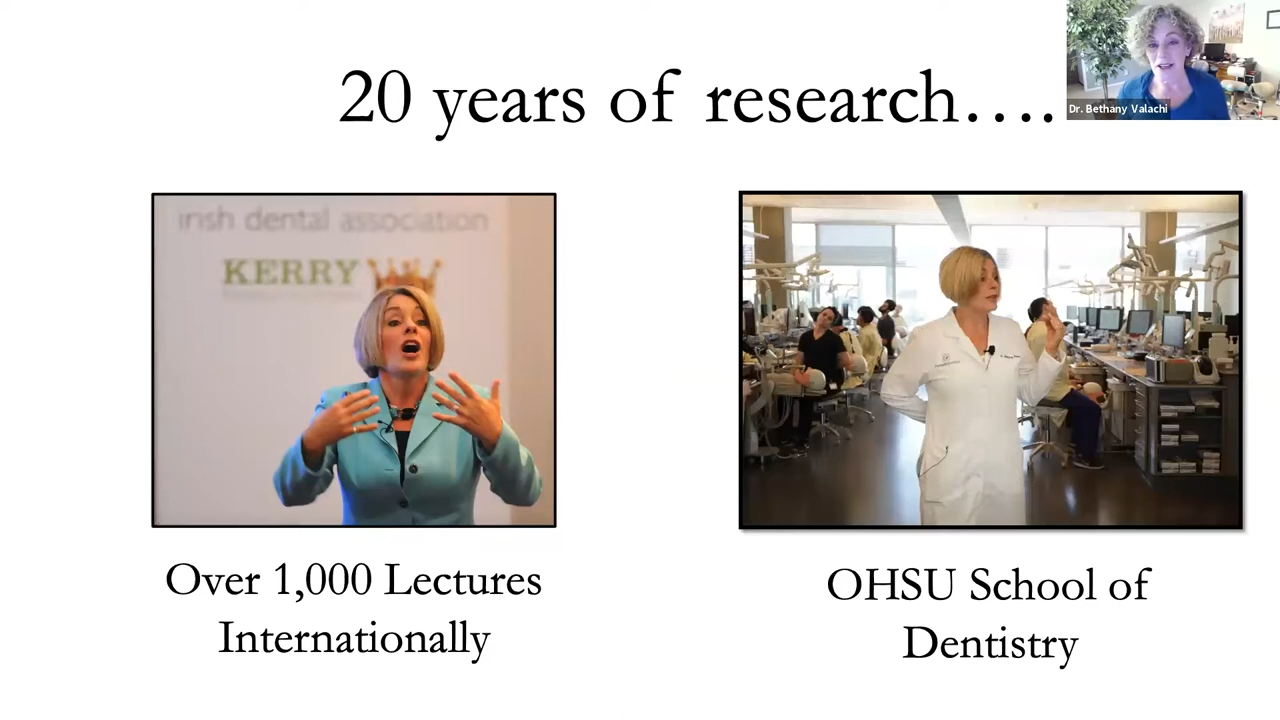 20 years of research….
Dr. Bethany Valachi
irish dental association
KERRY
Over 1,000 Lectures
Internationally
OHSU School of
Dentistry